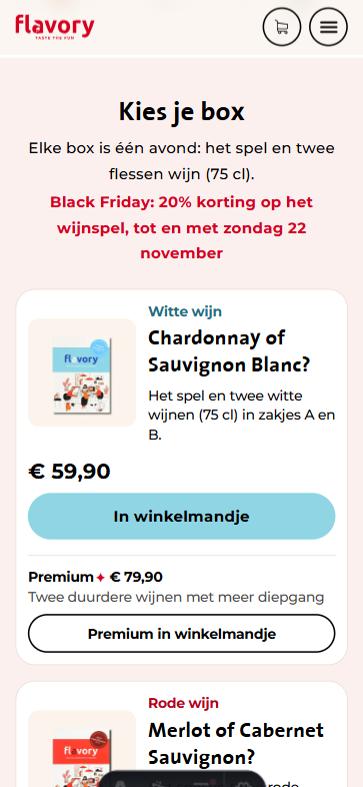 flavory
TASTE THE FUN
Kies je box
Elke box is één avond: het spel en twee
flessen wijn (75 cl).
Black Friday: 20% korting op het
wijnspel, tot en met zondag 22
november
Witte wijn
Chardonnay of
Sauvignon Blanc?
flavory
Het spel en twee witte
wijnen (75 cl) in zakjes A en
B.
€ 59,90
In winkelmandje
Premium € 79,90
Twee duurdere wijnen met meer diepgang
Premium in winkelmandje
Rode wijn
Merlot of Cabernet
Sauvignon?
flavory